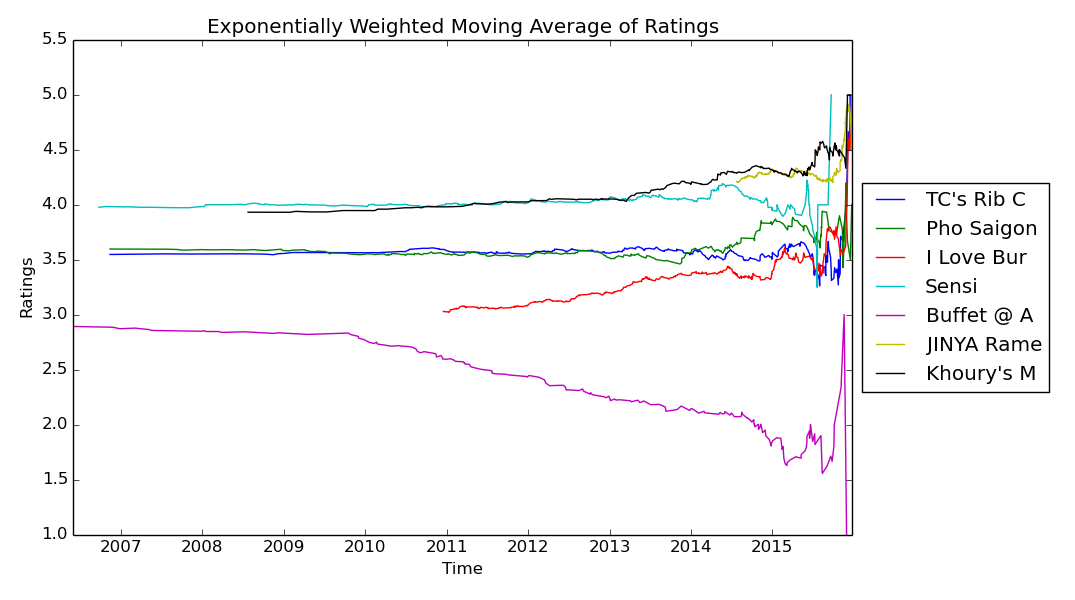 Exponentially Weighted Moving Average of Ratings
5.5
5.0
4.5
4.0
3.5
3.0
2.5
2.0
1.5
1.0
Ratings
2007 2008 2009 2010 2011 2012 2013 2014 2015
Time
TC's Rib C
Pho Saigon
I Love Bur
Sensi
Buffet @ A
JINYA Rame
Khoury's M